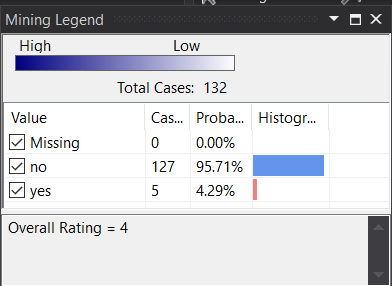 Mining Legend
High Low
Total Cases: 132
Value Cas... Proba... Histogr...
Missing 0 0.00%
no 127 95.71%
yes 5 4.29%
Overall Rating = 4